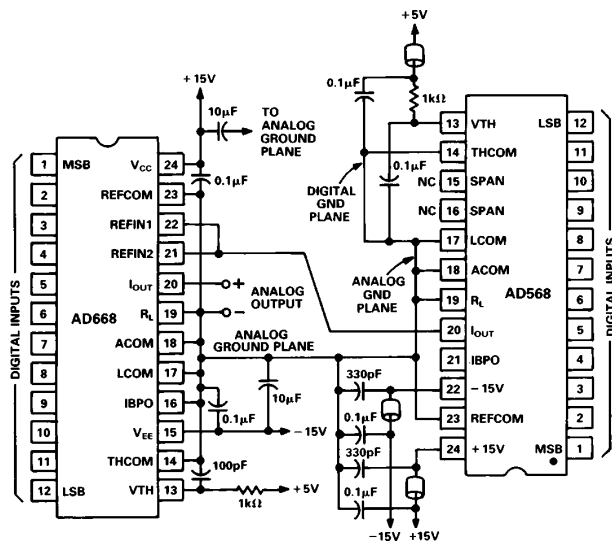 +5V
0.1µF
1kΩ
+15V
10µF
TO
ANALOG
GROUND
PLANE
13 VTH LSB 12
14 THCOM 11
NC 15 SPAN 10
NC 16 SPAN 9
17 LCOM 8
18 ACOM 7
19 RL 6
20 IOUT 5
21 IBPO 4
22 −15V 3
23 REFCOM 2
24 +15V MSB 1
AD568
DIGITAL INPUTS
0.1µF
DIGITAL
GND
PLANE
ANALOG
GND
PLANE
1 MSB VCC 24
2 REFCOM 23
3 REFIN1 22
4 REFIN2 21
5 IOUT 20
6 RL 19
7 ACOM 18
8 LCOM 17
9 IBPO 16
10 VEE 15
11 THCOM 14
12 LSB VTH 13
AD668
DIGITAL INPUTS
0.1µF
+
ANALOG
OUTPUT
−
ANALOG
GROUND PLANE
10µF
0.1µF
−15V
100pF
1kΩ
+5V
330pF
0.1µF
330pF
0.1µF
−15V
+15V